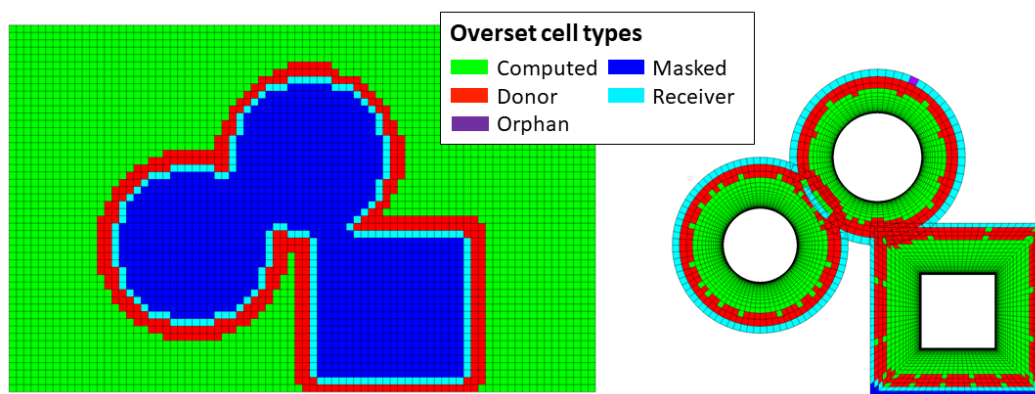 Overset cell types
Computed Masked
Donor Receiver
Orphan